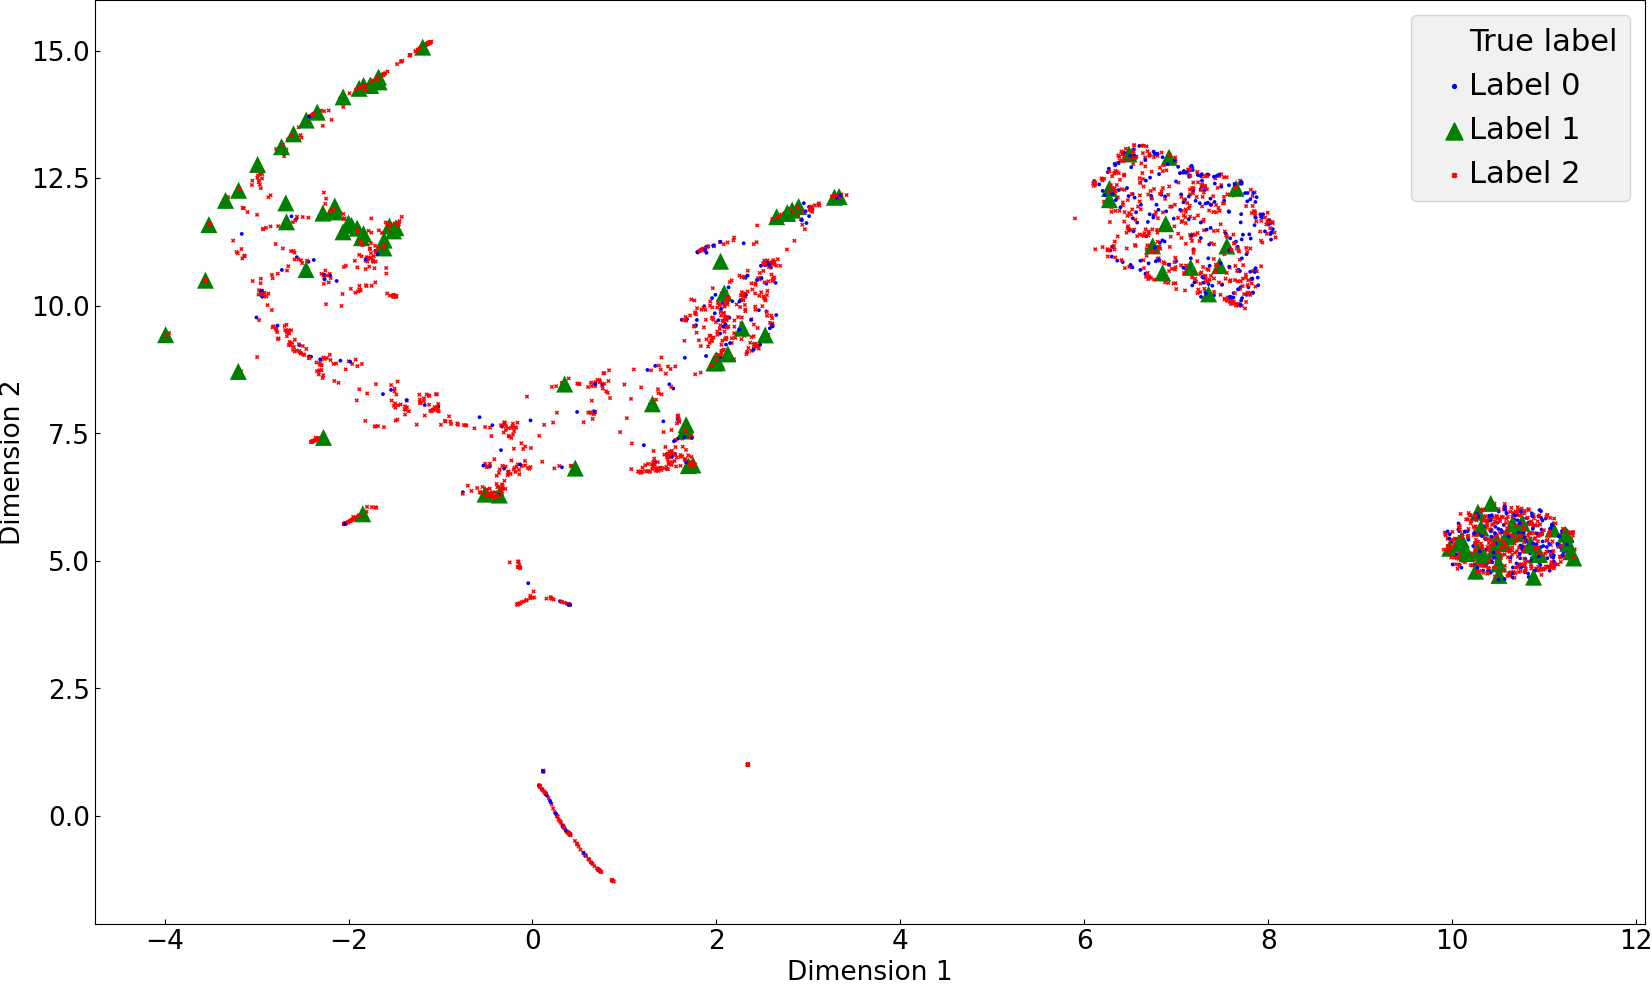 True label
Label 0
Label 1
Label 2
15.0
12.5
10.0
7.5
5.0
2.5
0.0
Dimension 2
−4 −2 0 2 4 6 8 10 12
Dimension 1